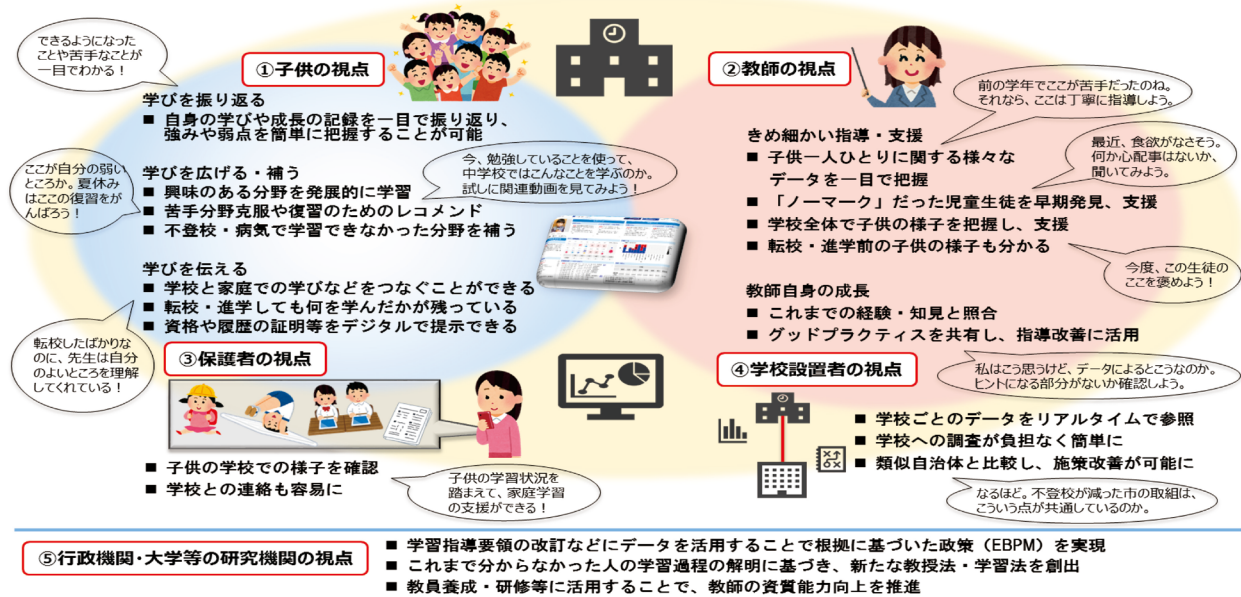 できるようになった
ことや苦手なことが
一目でわかる！
①子供の視点
学びを振り返る
■ 自身の学びや成長の記録を一目で振り返り、
強みや弱点を簡単に把握することが可能
ここが自分の弱い
ところか。夏休み
はここの復習をが
んばろう！
今、勉強していることを使って、
中学校ではこんなことを学ぶのか。
試しに関連動画を見てみよう！
学びを広げる・補う
■ 興味のある分野を発展的に学習
■ 苦手分野克服や復習のためのレコメンド
■ 不登校・病気で学習できなかった分野を補う
学びを伝える
■ 学校と家庭での学びなどをつなぐことができる
■ 転校・進学しても何を学んだかが残っている
■ 資格や履歴の証明等をデジタルで提示できる
転校したばかりな
のに、先生は自分
のよいところを理解
してくれている！
②教師の視点
前の学年でここが苦手だったのね。
それなら、ここは丁寧に指導しよう。
きめ細かい指導・支援
■ 子供一人ひとりに関する様々な
データを一目で把握
■ 「ノーマーク」だった児童生徒を早期発見、支援
■ 学校全体で子供の様子を把握し、支援
■ 転校・進学前の子供の様子も分かる
最近、食欲がなさそう。
何か心配事はないか、
聞いてみよう。
今度、この生徒の
ここを褒めよう！
教師自身の成長
■ これまでの経験・知見と照合
■ グッドプラクティスを共有し、指導改善に活用
私はこう思うけど、データによるとこうなのか。
ヒントになる部分がないか確認しよう。
③保護者の視点
■ 子供の学校での様子を確認
■ 学校との連絡も容易に
子供の学習状況を
踏まえて、家庭学習
の支援ができる！
④学校設置者の視点
■ 学校ごとのデータをリアルタイムで参照
■ 学校への調査が負担なく簡単に
■ 類似自治体と比較し、施策改善が可能に
なるほど。不登校が減った市の取組は、
こういう点が共通しているのか。
⑤行政機関・大学等の研究機関の視点
■ 学習指導要領の改訂などにデータを活用することで根拠に基づいた政策（EBPM）を実現
■ これまで分からなかった人の学習過程の解明に基づき、新たな教授法・学習法を創出
■ 教員養成・研修等に活用することで、教師の資質能力向上を推進